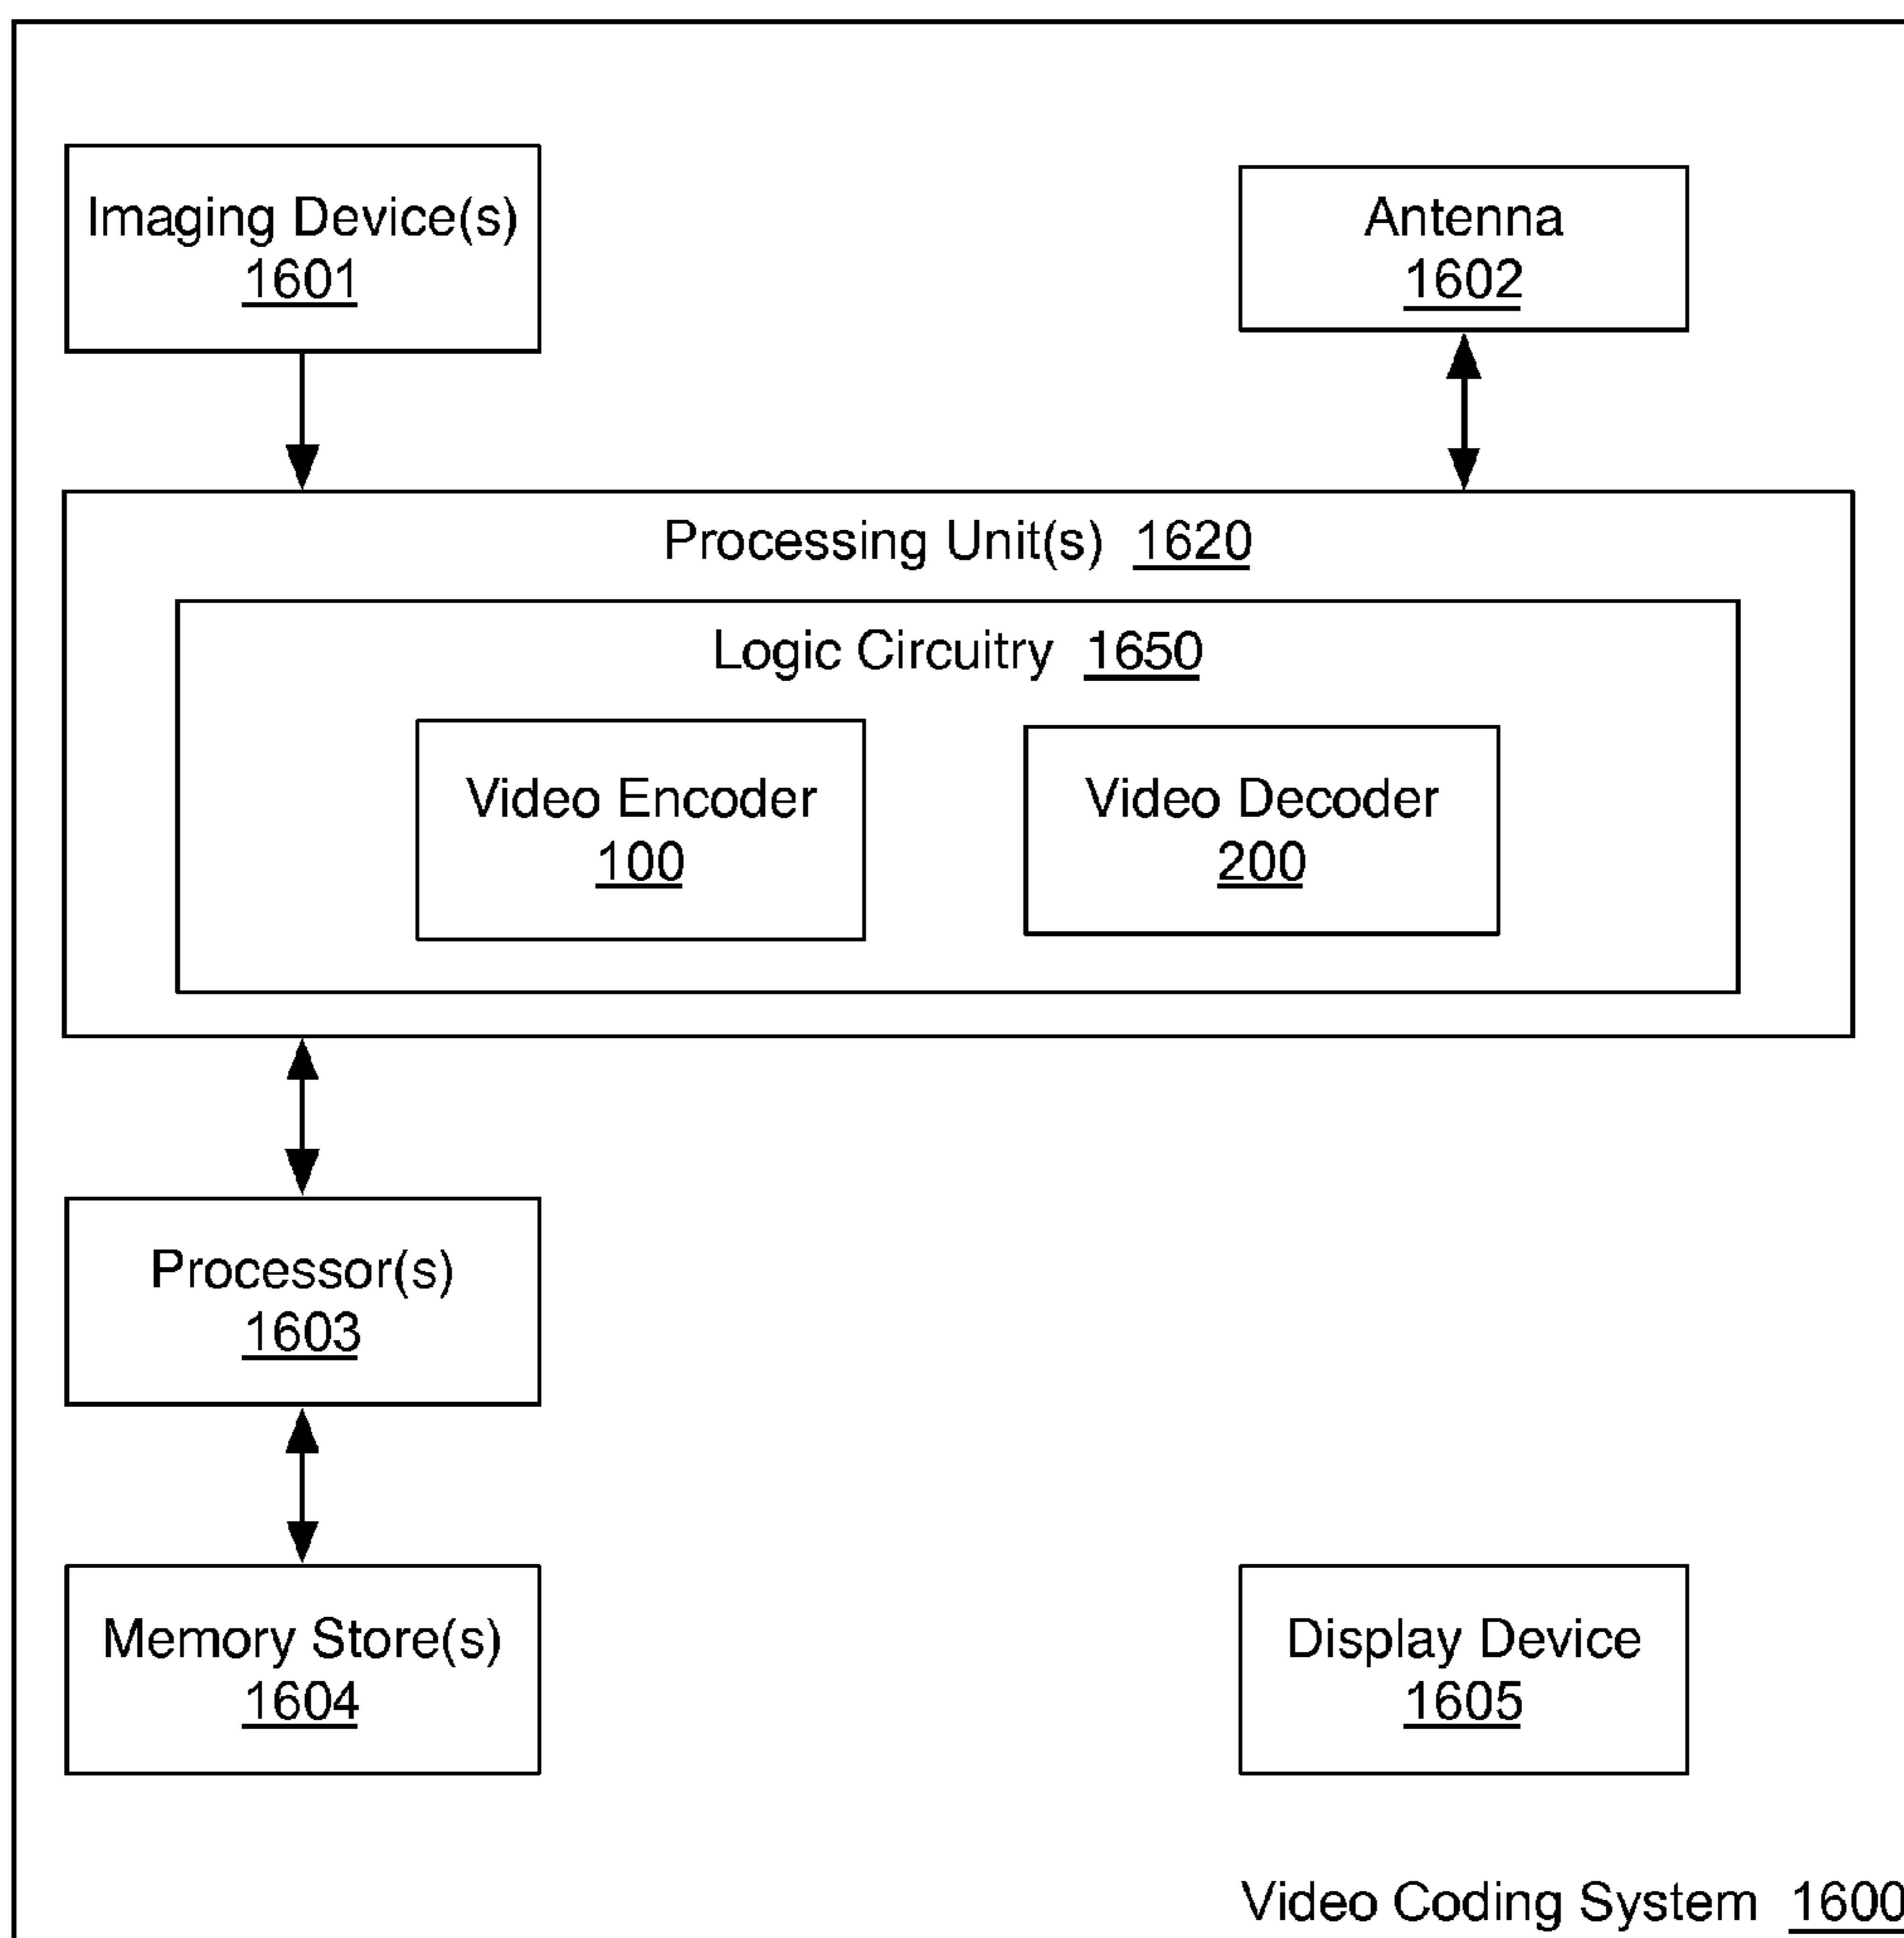 Imaging Device(s)
1601
Antenna
1602
Processing Unit(s) 1620
Logic Circuitry 1650
Video Encoder
100
Video Decoder
200
Processor(s)
1603
Memory Store(s)
1604
Display Device
1605
Video Coding System 1600